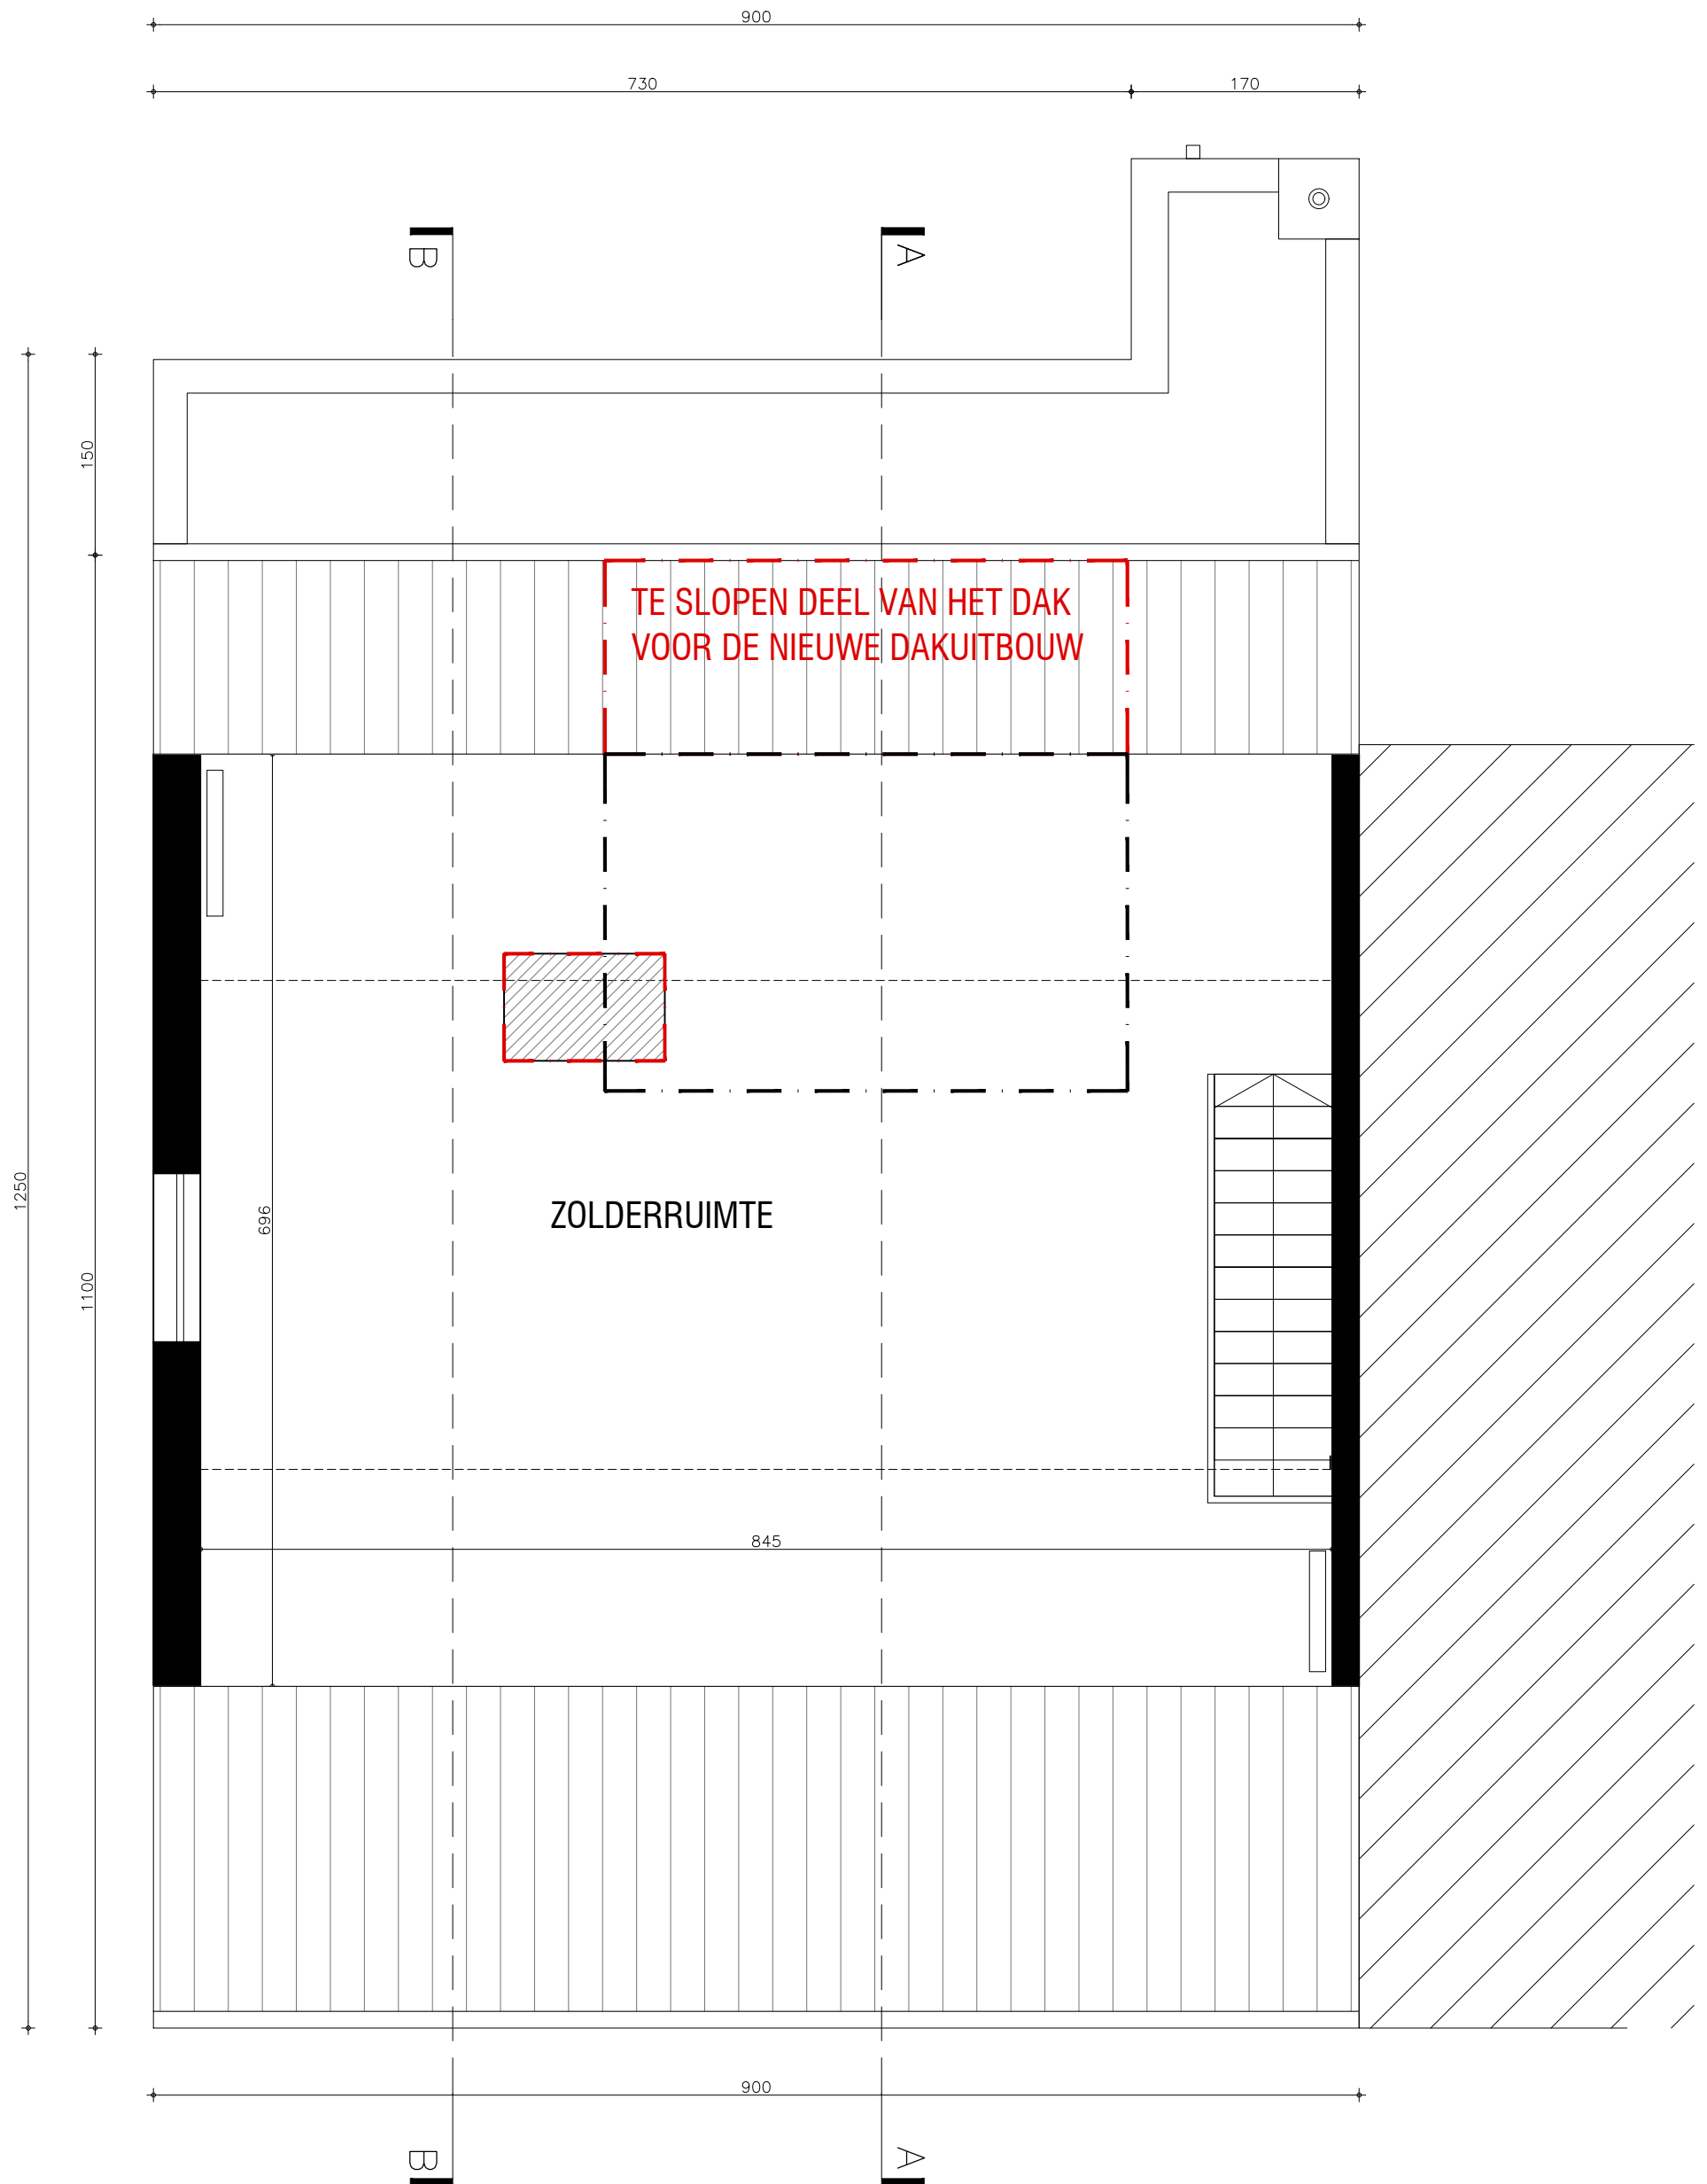 900
730
170
B
A
150
TE SLOPEN DEEL VAN HET DAK
VOOR DE NIEUWE DAKUITBOUW
1250
696
ZOLDERRUIMTE
1100
845
900
B
A